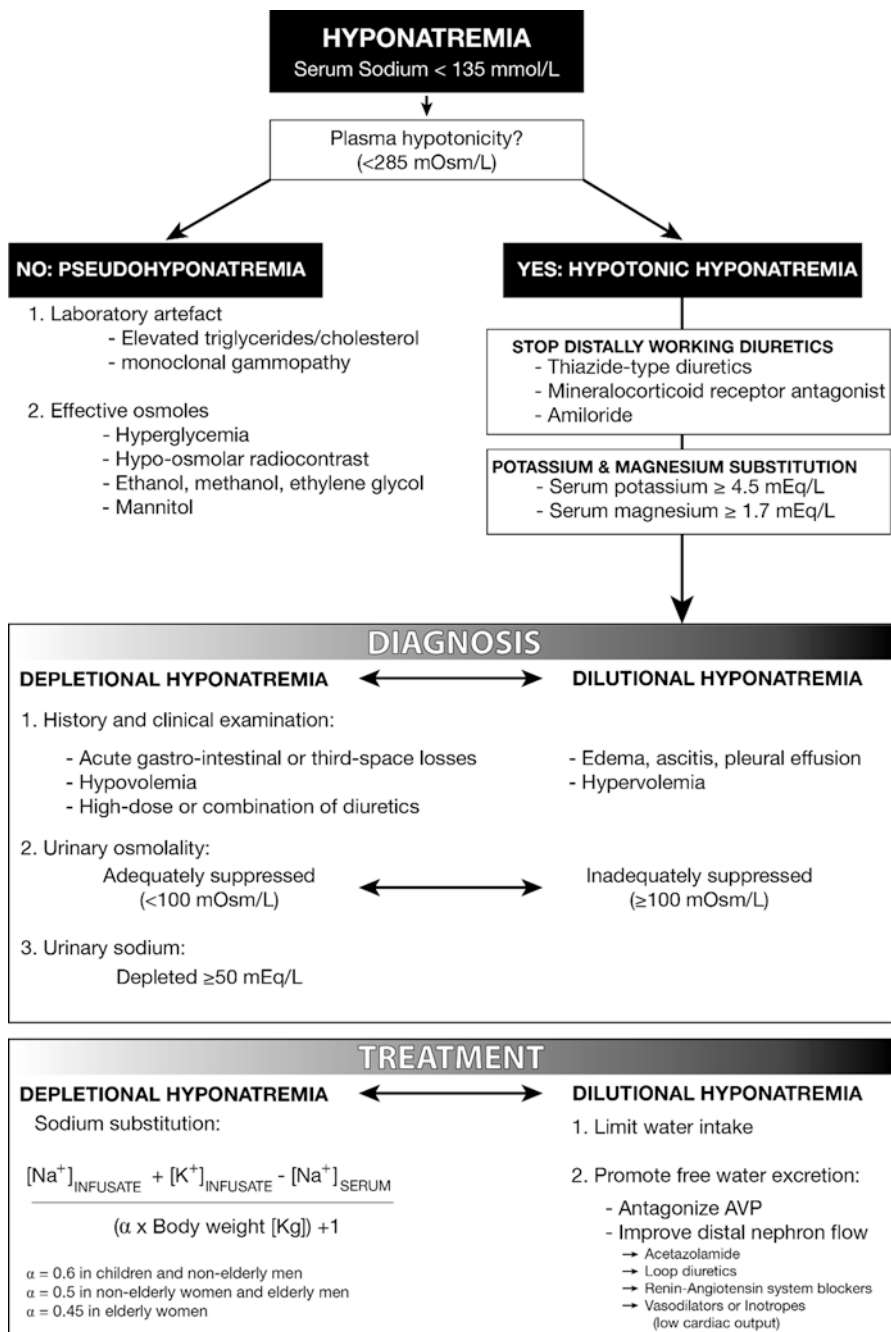 HYPONATREMIA
Serum Sodium < 135 mmol/L
Plasma hypotonicity?
(<285 mOsm/L)
NO: PSEUDOHYPONATREMIA
1. Laboratory artefact
- Elevated triglycerides/cholesterol
- monoclonal gammopathy
2. Effective osmoles
- Hyperglycemia
- Hypo-osmolar radiocontrast
- Ethanol, methanol, ethylene glycol
- Mannitol
YES: HYPOTONIC HYPONATREMIA
STOP DISTALLY WORKING DIURETICS
- Thiazide-type diuretics
- Mineralocorticoid receptor antagonist
- Amiloride
POTASSIUM & MAGNESIUM SUBSTITUTION
- Serum potassium ≥ 4.5 mEq/L
- Serum magnesium ≥ 1.7 mEq/L
DIAGNOSIS
DEPLETIONAL HYPONATREMIA
DILUTIONAL HYPONATREMIA
1. History and clinical examination:
- Acute gastro-intestinal or third-space losses
- Hypovolemia
- High-dose or combination of diuretics
- Edema, ascitis, pleural effusion
- Hypervolemia
2. Urinary osmolality:
Adequately suppressed
(<100 mOsm/L)
Inadequately suppressed
(≥100 mOsm/L)
3. Urinary sodium:
Depleted ≥50 mEq/L
TREATMENT
DEPLETIONAL HYPONATREMIA
Sodium substitution:
[Na⁺]INFUSATE + [K⁺]INFUSATE - [Na⁺]SERUM
(α x Body weight [Kg]) +1
α = 0.6 in children and non-elderly men
α = 0.5 in non-elderly women and elderly men
α = 0.45 in elderly women
DILUTIONAL HYPONATREMIA
1. Limit water intake
2. Promote free water excretion:
- Antagonize AVP
- Improve distal nephron flow
→ Acetazolamide
→ Loop diuretics
→ Renin-Angiotensin system blockers
→ Vasodilators or Inotropes
(low cardiac output)